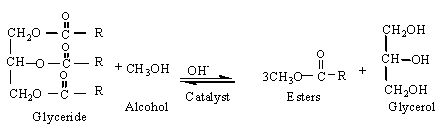 O
CH2O — C — R
O
CH — O — C — R + CH3OH OH- 3CH3O — C — R + CH2OH
O
CH2O — C — R
CH — OH
CH2OH
Glyceride Alcohol Catalyst Esters Glycerol